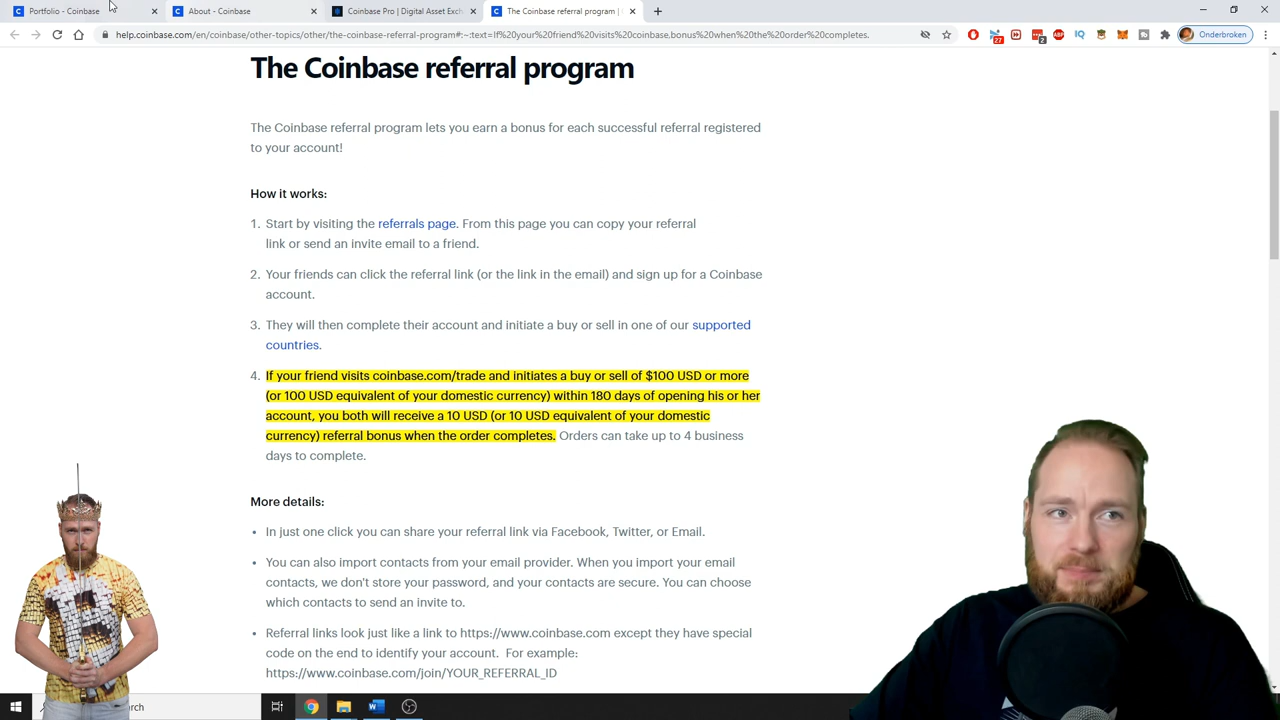 Portfolio - Coinbase
About - Coinbase
Coinbase Pro | Digital Asset Exch
The Coinbase referral program |
help.coinbase.com/en/coinbase/other-topics/other/the-coinbase-referral-program#:~:text=If%20your%20friend%20visits%20coinbase,bonus%20when%20the%20order%20completes.
27
2
ABP
IQ
Onderbroken
The Coinbase referral program
The Coinbase referral program lets you earn a bonus for each successful referral registered
to your account!
How it works:
1. Start by visiting the referrals page. From this page you can copy your referral
link or send an invite email to a friend.
2. Your friends can click the referral link (or the link in the email) and sign up for a Coinbase
account.
3. They will then complete their account and initiate a buy or sell in one of our supported
countries.
4. If your friend visits coinbase.com/trade and initiates a buy or sell of $100 USD or more
(or 100 USD equivalent of your domestic currency) within 180 days of opening his or her
account, you both will receive a 10 USD (or 10 USD equivalent of your domestic
currency) referral bonus when the order completes. Orders can take up to 4 business
days to complete.
More details:
• In just one click you can share your referral link via Facebook, Twitter, or Email.
• You can also import contacts from your email provider. When you import your email
contacts, we don't store your password, and your contacts are secure. You can choose
which contacts to send an invite to.
• Referral links look just like a link to https://www.coinbase.com except they have special
code on the end to identify your account. For example:
https://www.coinbase.com/join/YOUR_REFERRAL_ID